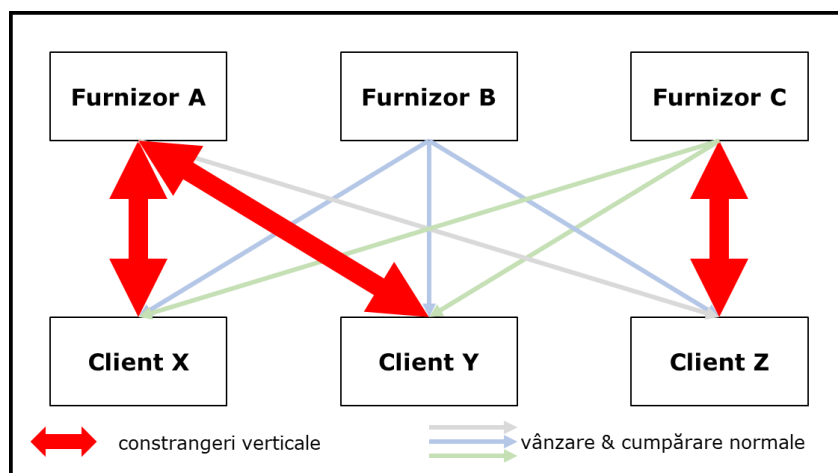 Furnizor A
Furnizor B
Furnizor C
Client X
Client Y
Client Z
constrangeri verticale
vânzare & cumpărare normale